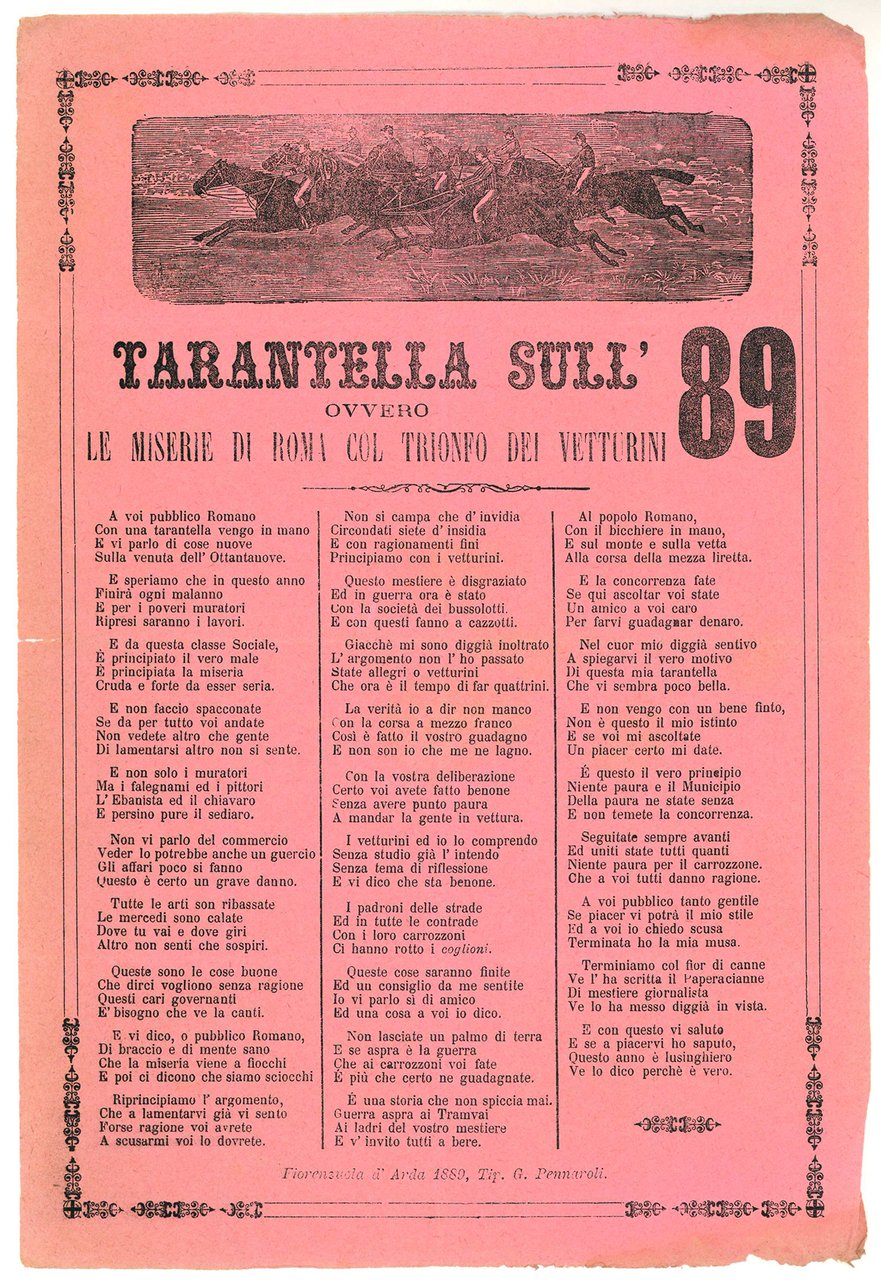 TARANTELLA SULL' 89
OVVERO
LE MISERIE DI ROMA COL TRIONFO DEI VETTURINI
A voi pubblico Romano
Con una tarantella vengo in mano
E vi parlo di cose nuove
Sulla venuta dell' Ottantanove.
E speriamo che in questo anno
Finirà ogni malanno
E per i poveri muratori
Ripresi saranno i lavori.
E da questa classe Sociale,
È principiato il vero male
È principiata la miseria
Cruda e forte da esser seria.
E non faccio spacconate
Se da per tutto voi andate
Non vedete altro che gente
Di lamentarsi altro non si sente.
E non solo i muratori
Ma i falegnami ed i pittori
L' Ebanista ed il chiavaro
E persino pure il sediaro.
Non vi parlo del commercio
Veder lo potrebbe anche un guercio
Gli affari poco si fanno
Questo è certo un grave danno.
Tutte le arti son ribassate
Le mercedi sono calate
Dove tu vai e dove giri
Altro non senti che sospiri.
Queste sono le cose buone
Che dirci vogliono senza ragione
Questi cari governanti
E' bisogno che ve la canti.
E vi dico, o pubblico Romano,
Di braccio e di mente sano
Che la miseria viene a fiocchi
E poi ci dicono che siamo sciocchi
Riprincipiamo l' argomento,
Che a lamentarvi già vi sento
Forse ragione voi avrete
A scusarmi voi lo dovrete.
Non si campa che d' invidia
Circondati siete d' insidia
E con ragionamenti fini
Principiamo con i vetturini.
Questo mestiere è disgraziato
Ed in guerra ora è stato
Con la società dei bussolotti.
E con questi fanno a cazzotti.
Giacchè mi sono diggià inoltrato
L' argomento non l' ho passato
State allegri o vetturini
Che ora è il tempo di far quattrini.
La verità io a dir non manco
Con la corsa a mezzo franco
Così è fatto il vostro guadagno
E non son io che me ne lagno.
Con la vostra deliberazione
Certo voi avete fatto benone
Senza avere punto paura
A mandar la gente in vettura.
I vetturini ed io lo comprendo
Senza studio già l' intendo
Senza tema di riflessione
E vi dico che sta benone.
I padroni delle strade
Ed in tutte le contrade
Con i loro carrozzoni
Ci hanno rotto i coglioni.
Queste cose saranno finite
Ed un consiglio da me sentite
Io vi parlo sì di amico
Ed una cosa a voi io dico.
Non lasciate un palmo di terra
E se aspra è la guerra
Che ai carrozzoni voi fate
È più che certo ne guadagnate.
É una storia che non spiccia mai.
Guerra aspra ai Tramvai
Ai ladri del vostro mestiere
E v' invito tutti a bere.
Al popolo Romano,
Con il bicchiere in mano,
E sul monte e sulla vetta
Alla corsa della mezza liretta.
E la concorrenza fate
Se qui ascoltar voi state
Un amico a voi caro
Per farvi guadagnar denaro.
Nel cuor mio diggià sentivo
A spiegarvi il vero motivo
Di questa mia tarantella
Che vi sembra poco bella.
E non vengo con un bene finto,
Non è questo il mio istinto
E se voi mi ascoltate
Un piacer certo mi date.
É questo il vero principio
Niente paura e il Municipio
Della paura ne state senza
E non temete la concorrenza.
Seguitate sempre avanti
Ed uniti state tutti quanti
Niente paura per il carrozzone.
Che a voi tutti danno ragione.
A voi pubblico tanto gentile
Se piacer vi potrà il mio stile
Ed a voi io chiedo scusa
Terminata ho la mia musa.
Terminiamo col fior di canne
Ve l' ha scritta il Paperacianne
Di mestiere giornalista
Ve lo ha messo diggià in vista.
E con questo vi saluto
E se a piacervi ho saputo,
Questo anno è lusinghiero
Ve lo dico perchè è vero.
Fiorenzuola d' Arda 1889, Tip. G. Pennaroli.